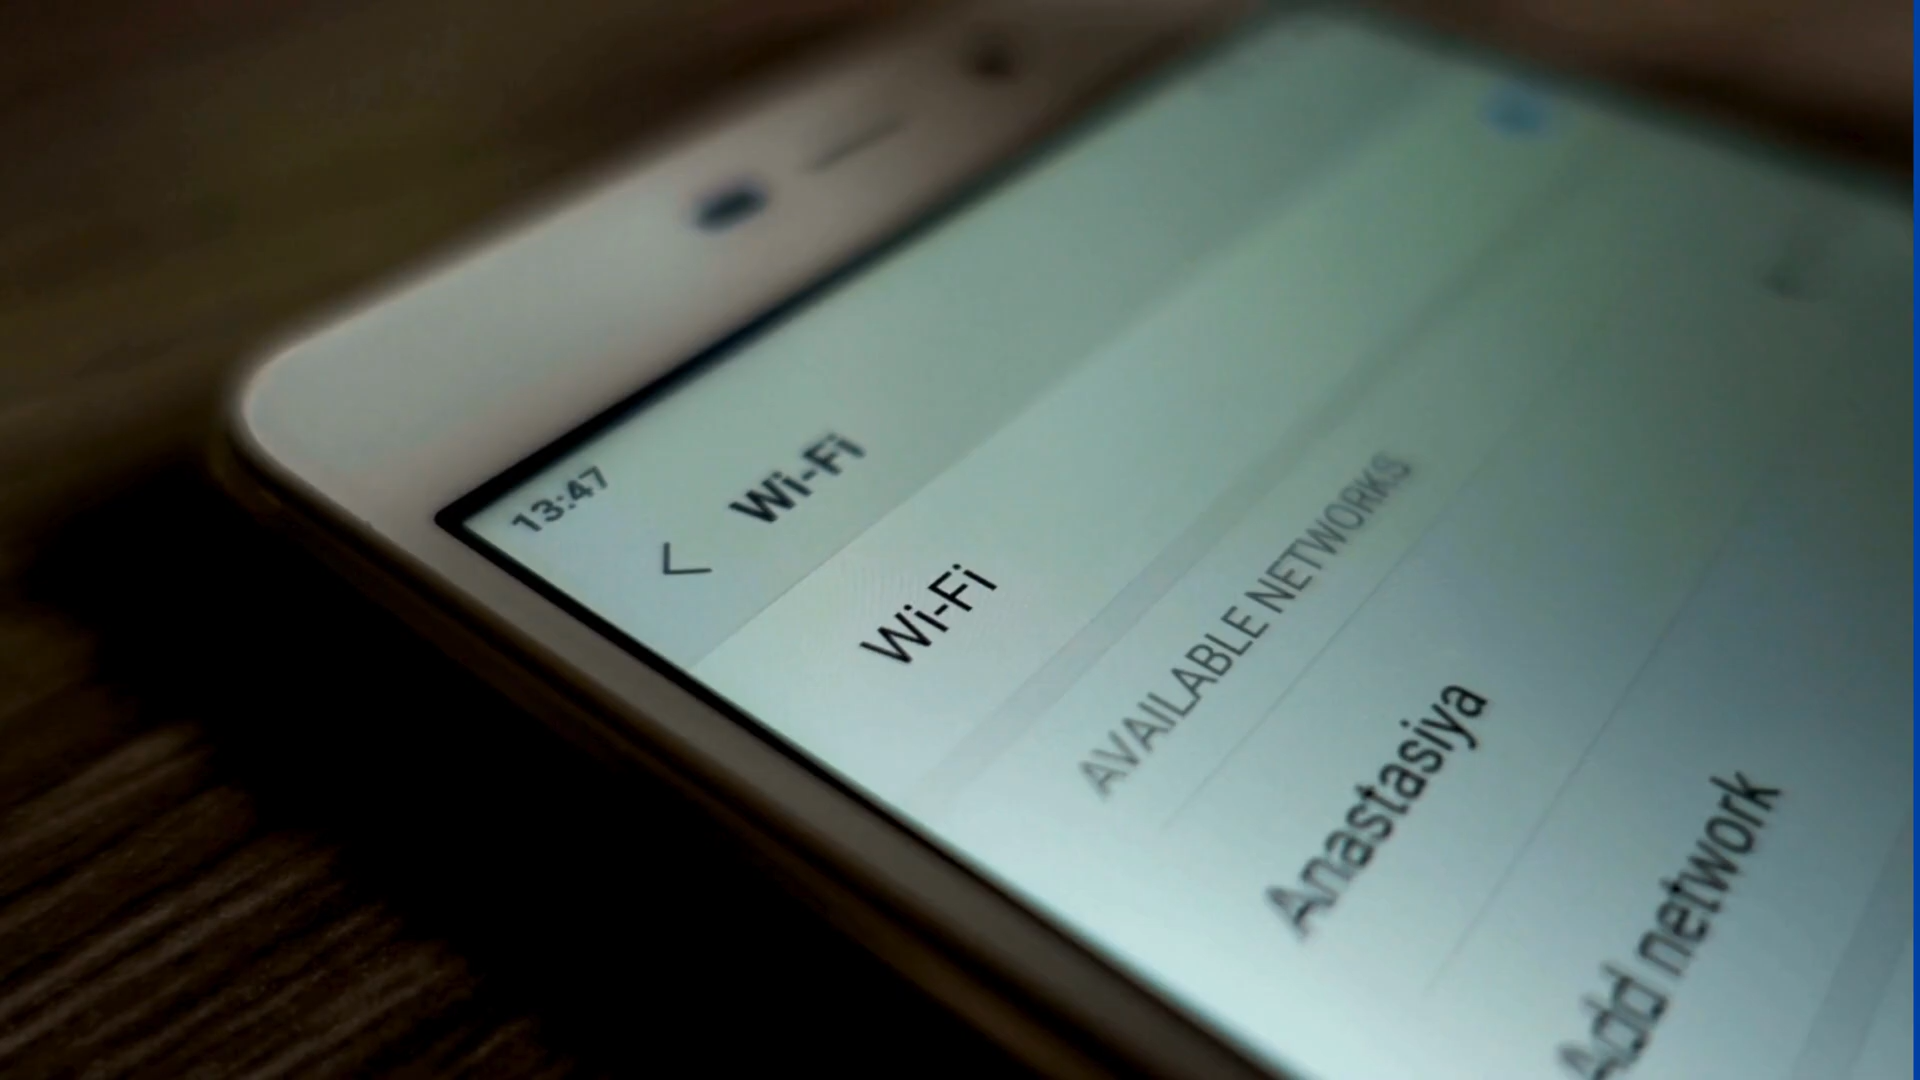 13:47
Wi-Fi
Wi-Fi
AVAILABLE NETWORKS
Anastasiya
Add network